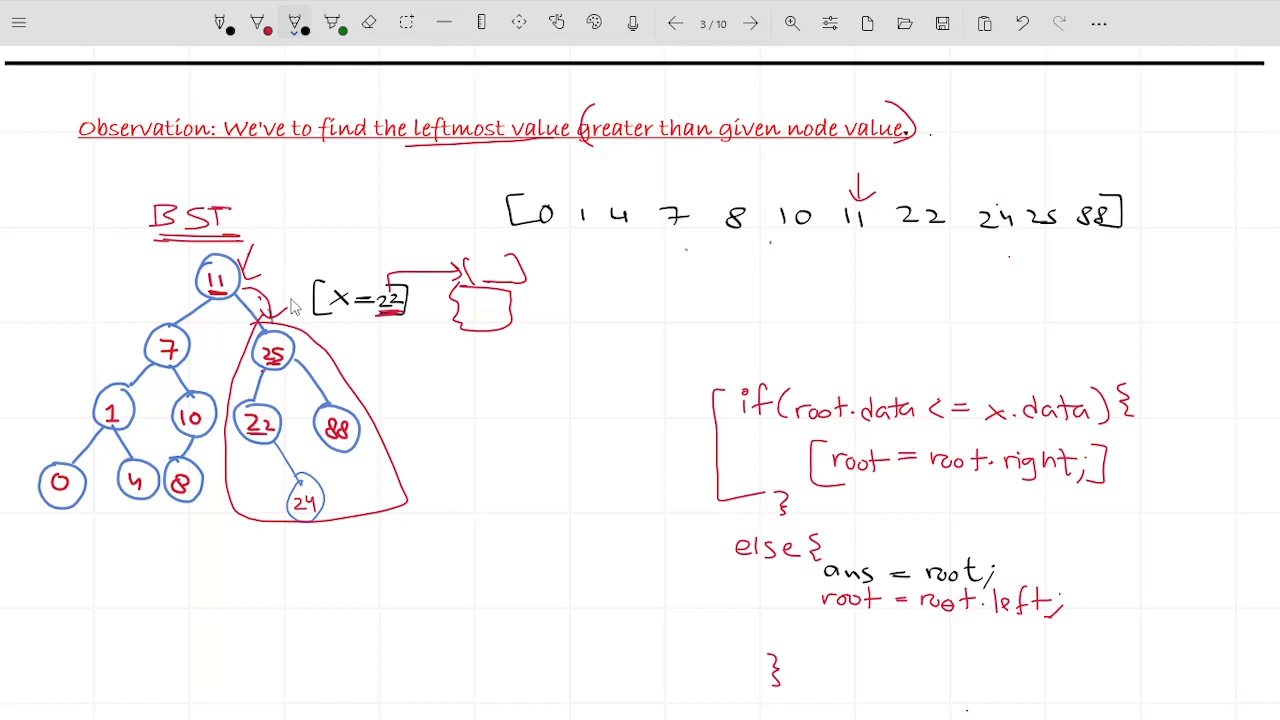 3 / 10
Observation: We've to find the leftmost value (greater than given node value.)
[0 1 4 7 8 10 11 22 24 25 88]
BST
11
[x = 22]
7
25
1
10
22
88
0
4
8
24
if(root.data <= x.data){
[root = root.right;]
}
else{
ans = root;
root = root.left;
}